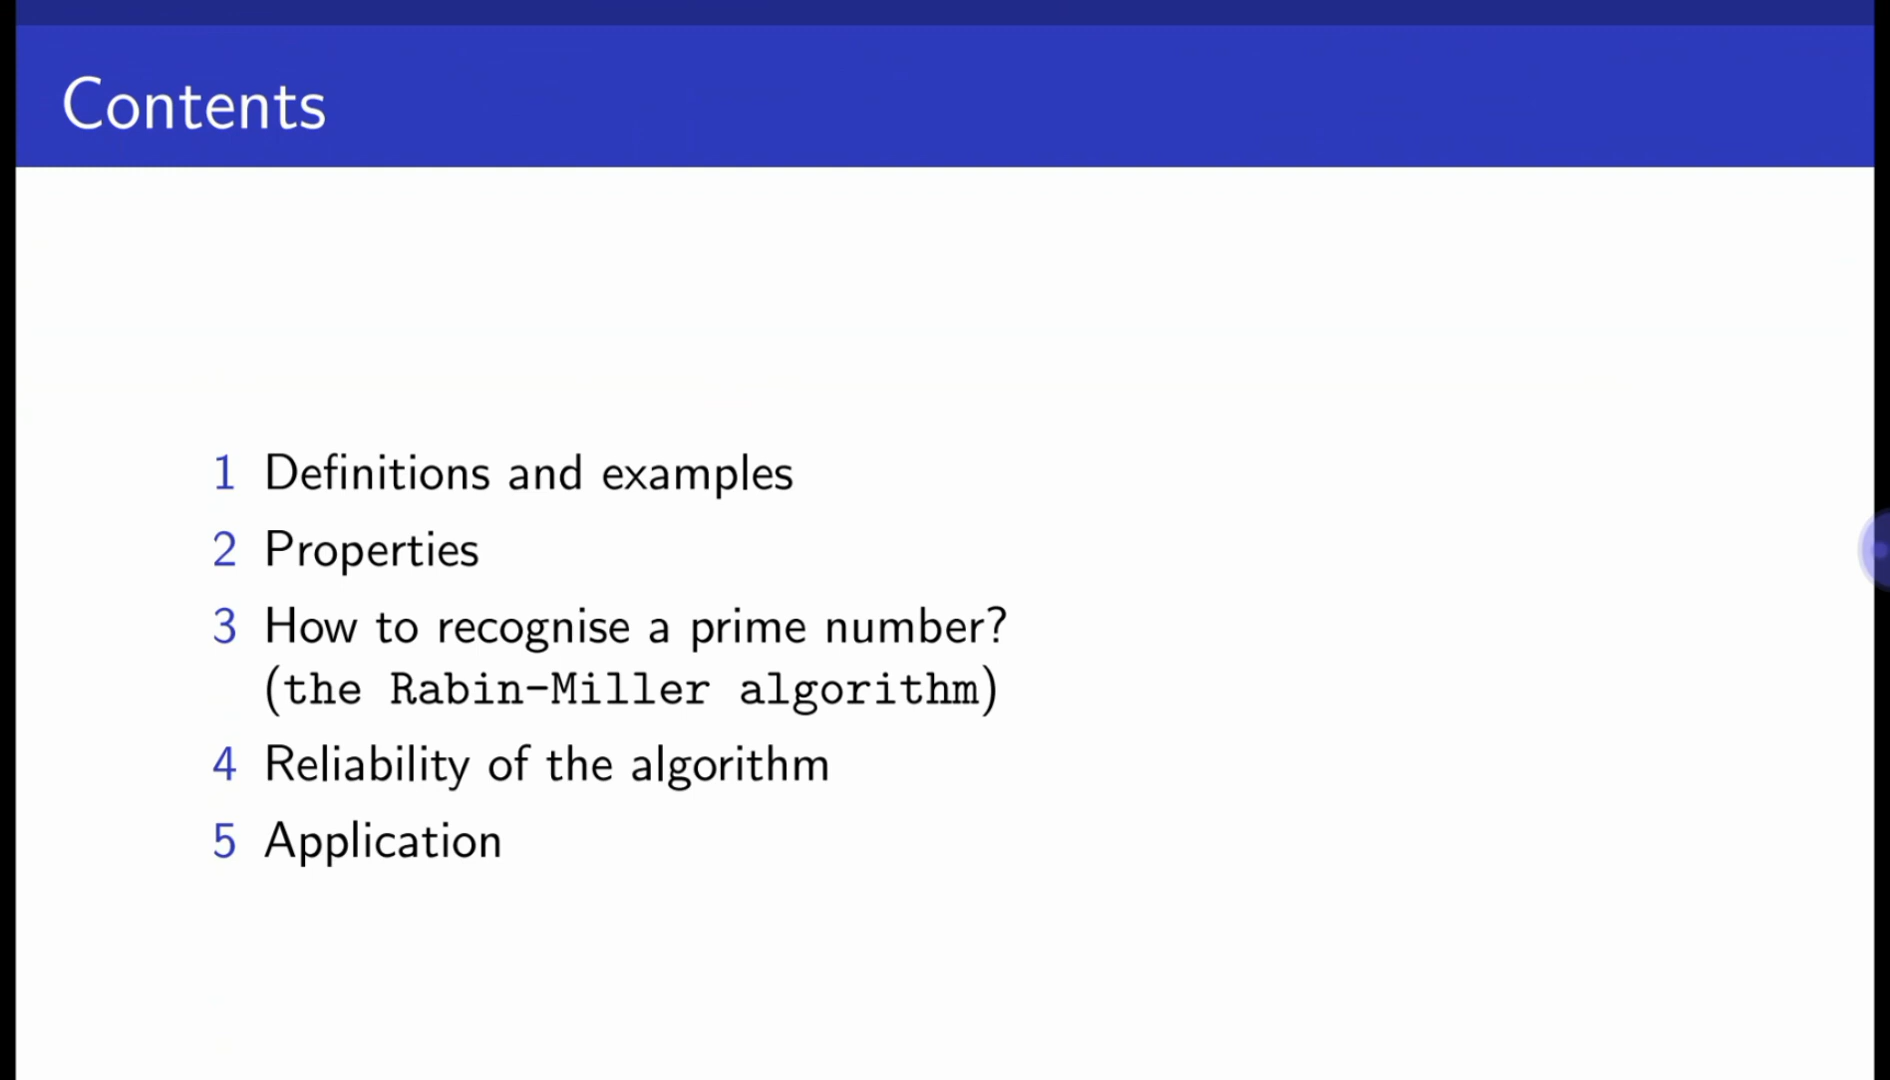 Contents
1 Definitions and examples
2 Properties
3 How to recognise a prime number?
(the Rabin-Miller algorithm)
4 Reliability of the algorithm
5 Application